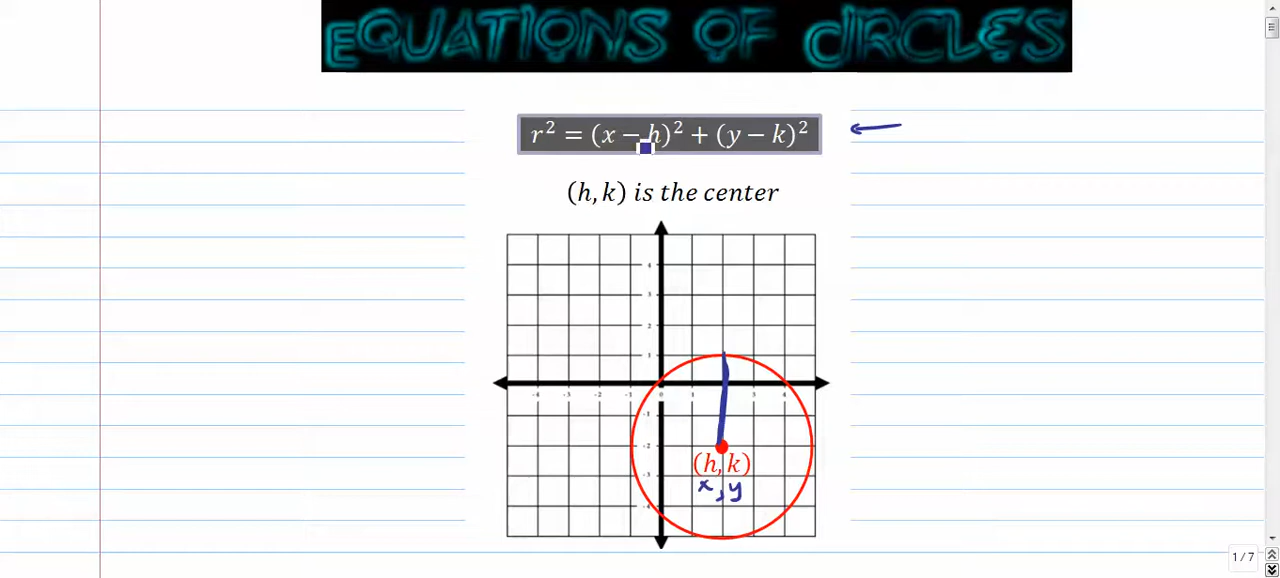 EQUATIONS OF CIRCLES
r² = (x − h)² + (y − k)²
(h, k) is the center
4
3
2
1
-4 -3 -2 -1 0 1 3 4
-1
-2
(h, k)
-3
x, y
-4
1 / 7